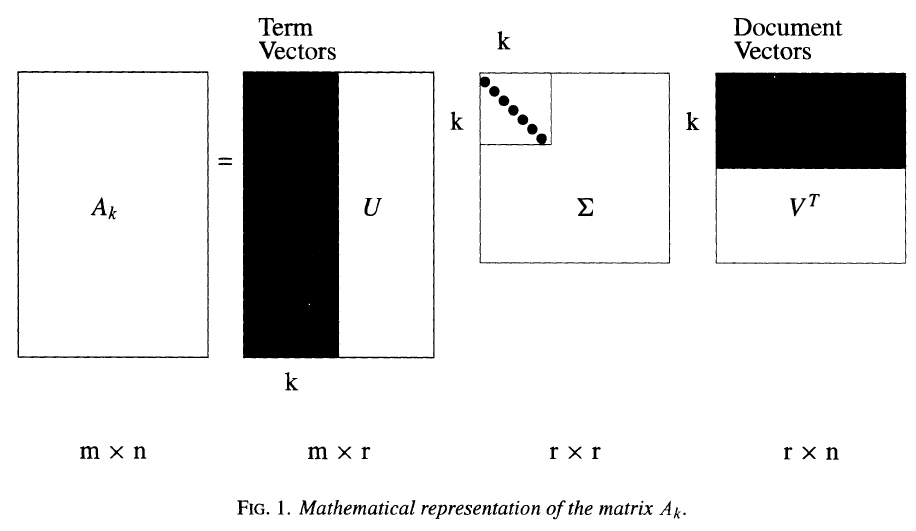 Term
Vectors
k
Document
Vectors
k
k
=
A_k
U
Σ
V^T
k
m × n
m × r
r × r
r × n
FIG. 1. Mathematical representation of the matrix A_k.